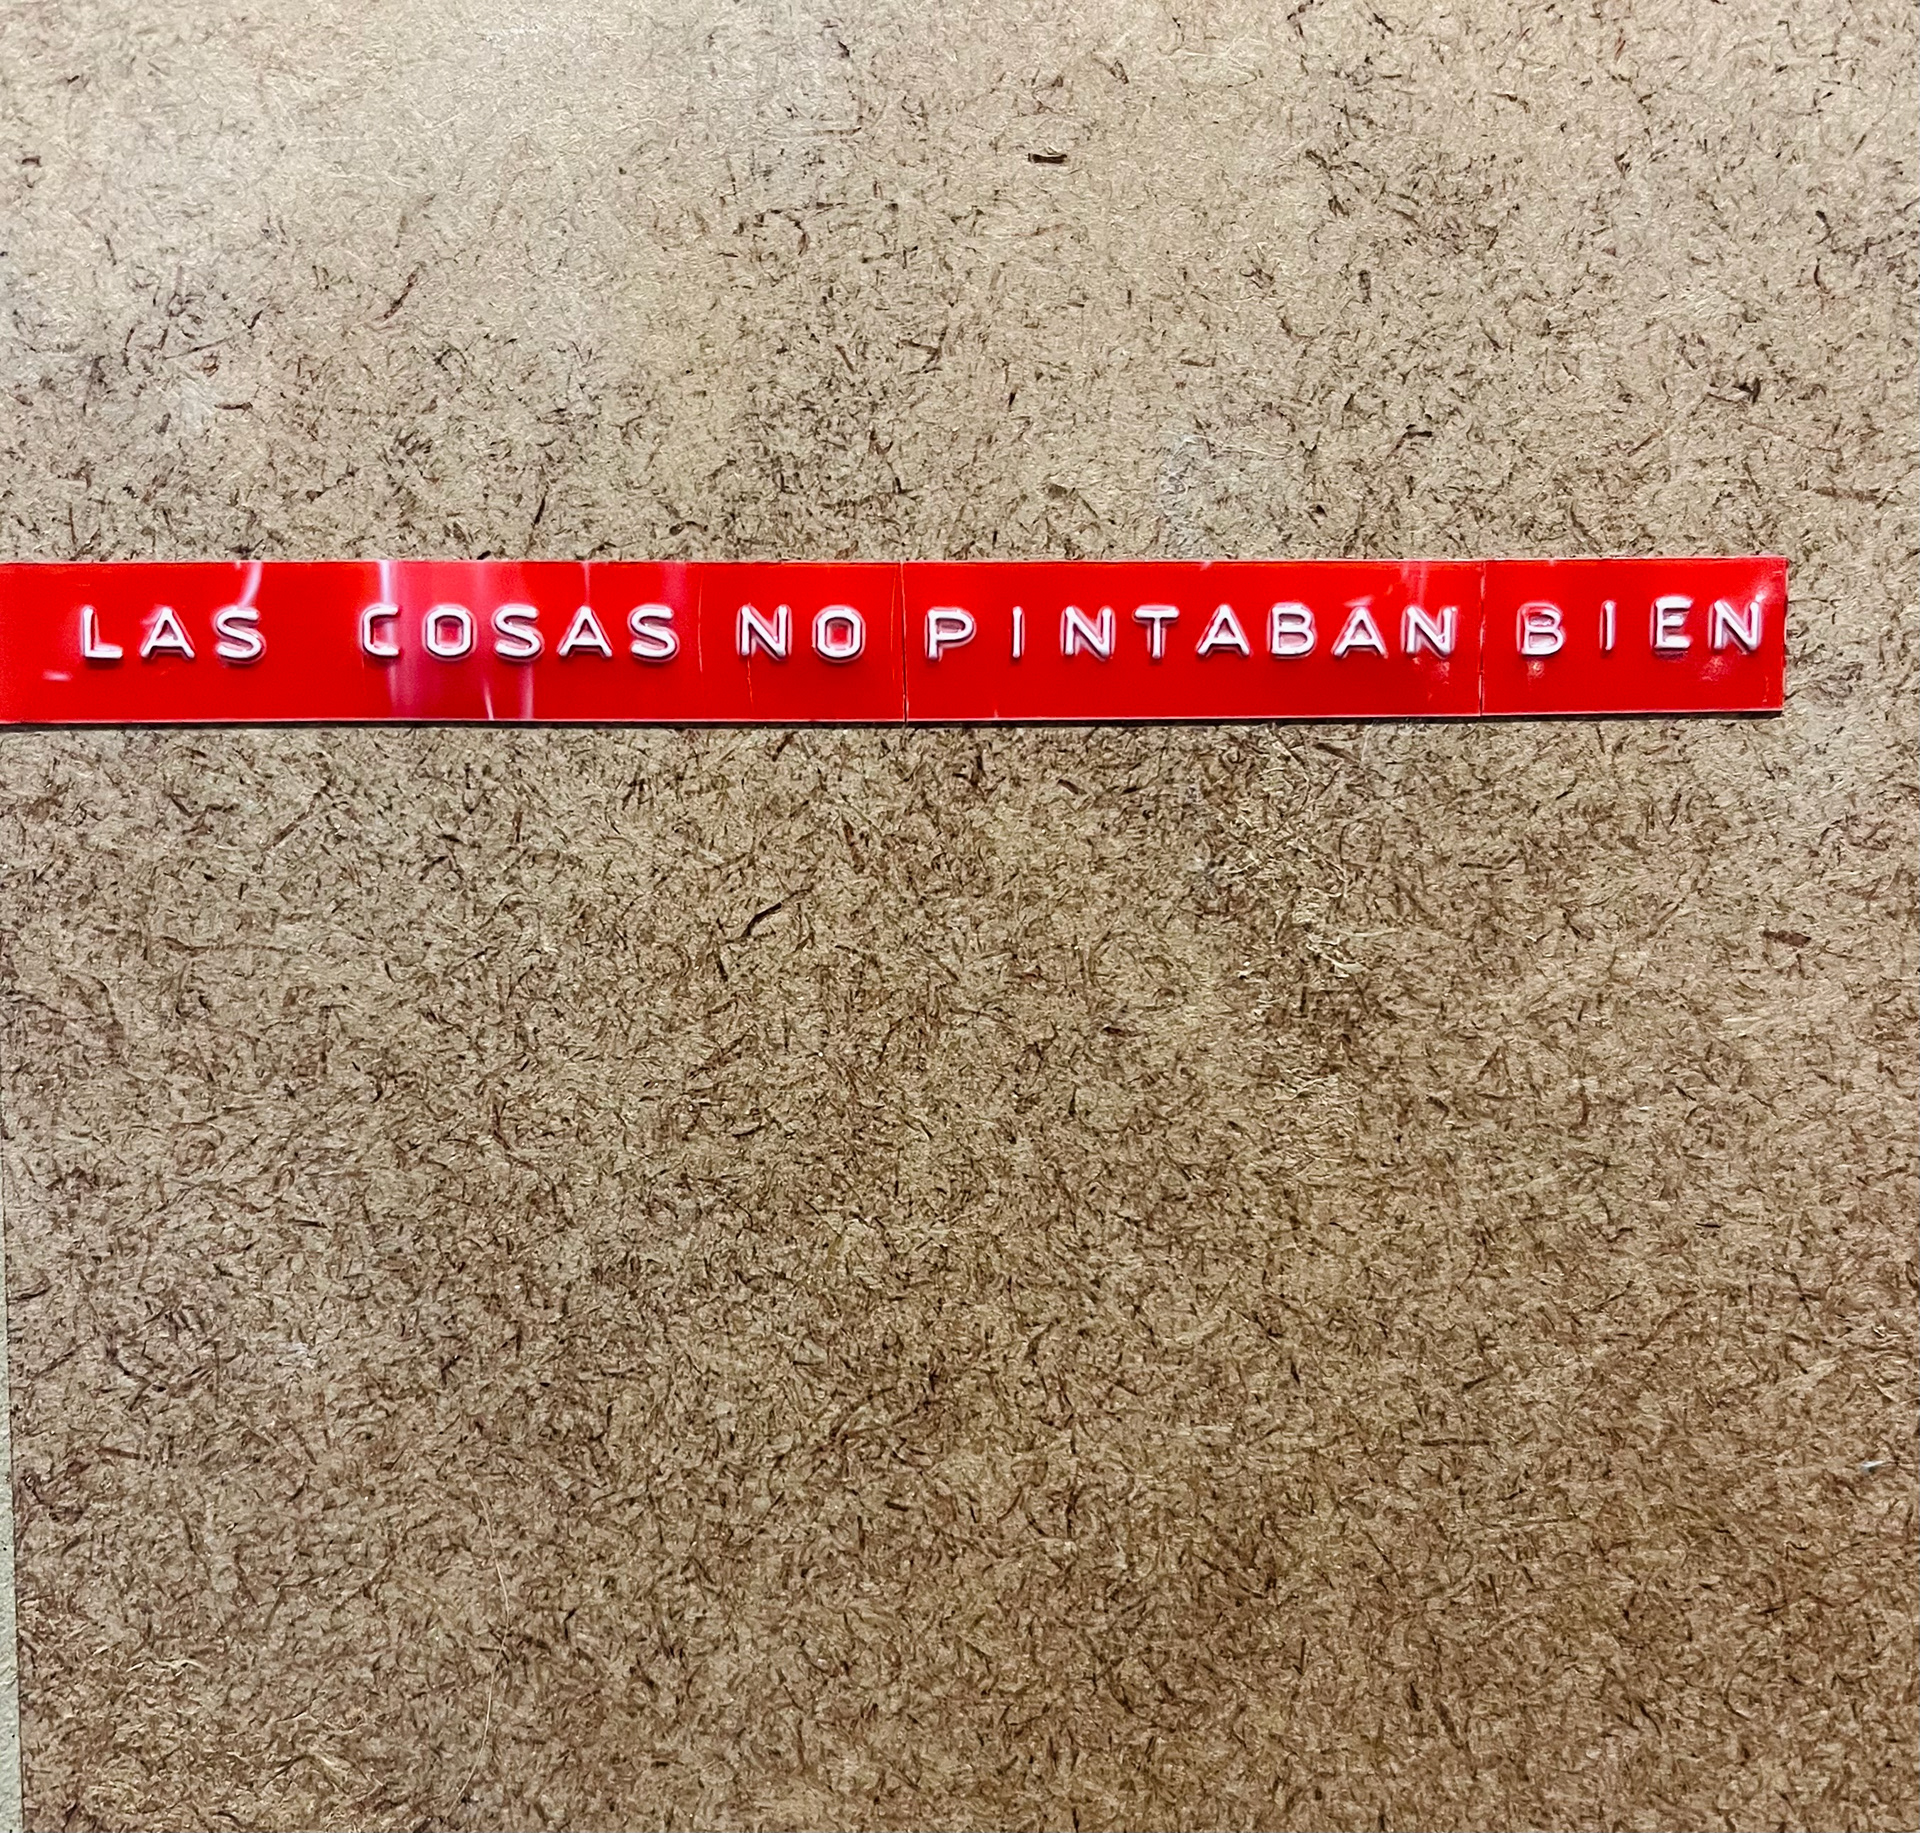 LAS COSAS NO PINTABAN BIEN